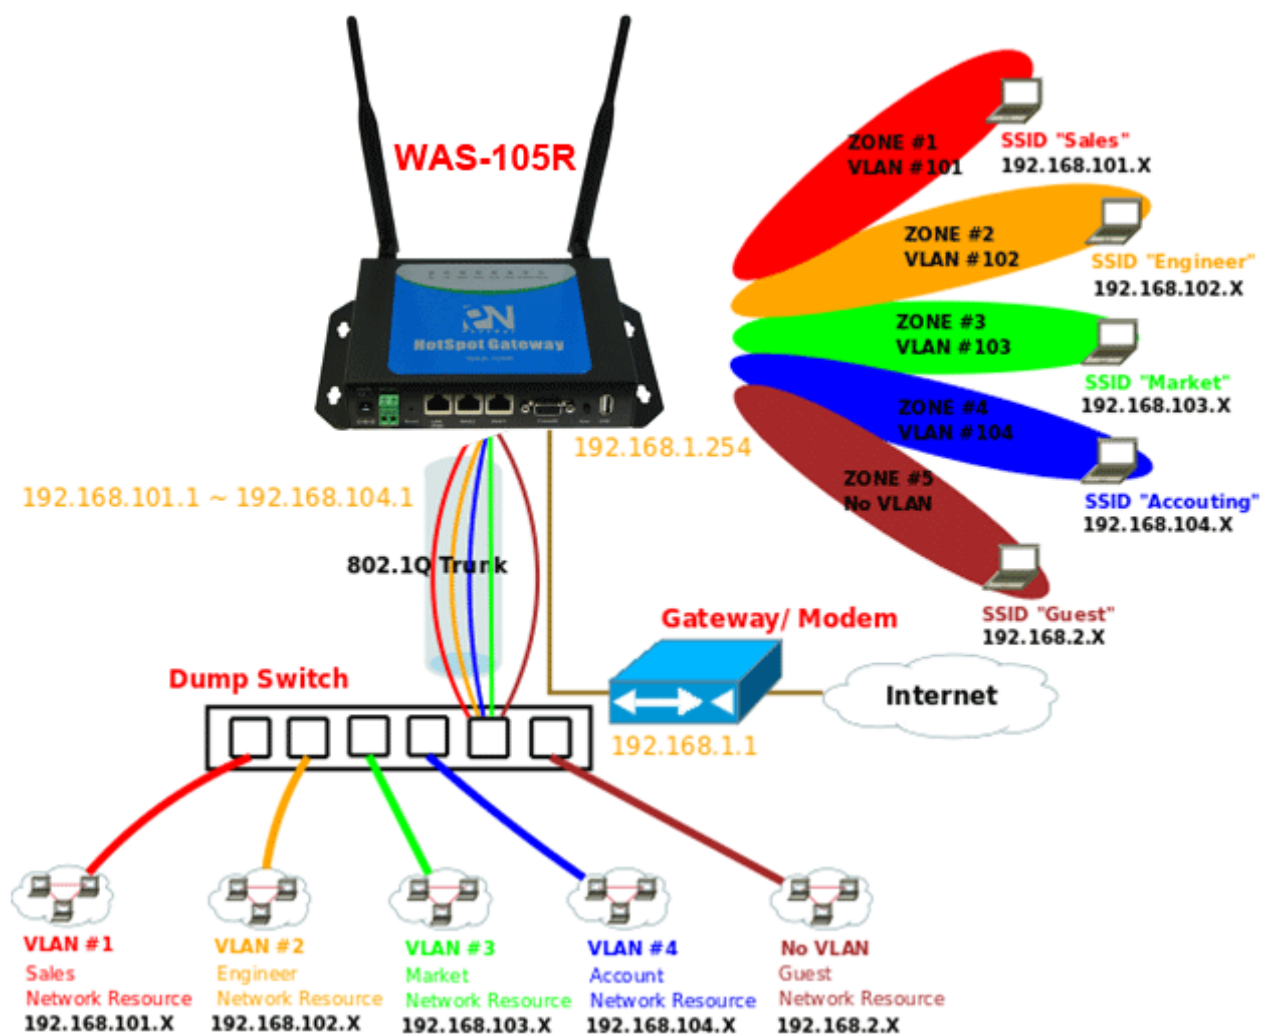 WAS-105R
HotSpot Gateway
ZONE #1
VLAN #101
SSID "Sales"
192.168.101.X
ZONE #2
VLAN #102
SSID "Engineer"
192.168.102.X
ZONE #3
VLAN #103
SSID "Market"
192.168.103.X
ZONE #4
VLAN #104
SSID "Accouting"
192.168.104.X
ZONE #5
No VLAN
SSID "Guest"
192.168.2.X
192.168.1.254
192.168.101.1 ~ 192.168.104.1
802.1Q Trunk
Gateway/ Modem
Internet
192.168.1.1
Dump Switch
VLAN #1
Sales
Network Resource
192.168.101.X
VLAN #2
Engineer
Network Resource
192.168.102.X
VLAN #3
Market
Network Resource
192.168.103.X
VLAN #4
Account
Network Resource
192.168.104.X
No VLAN
Guest
Network Resource
192.168.2.X